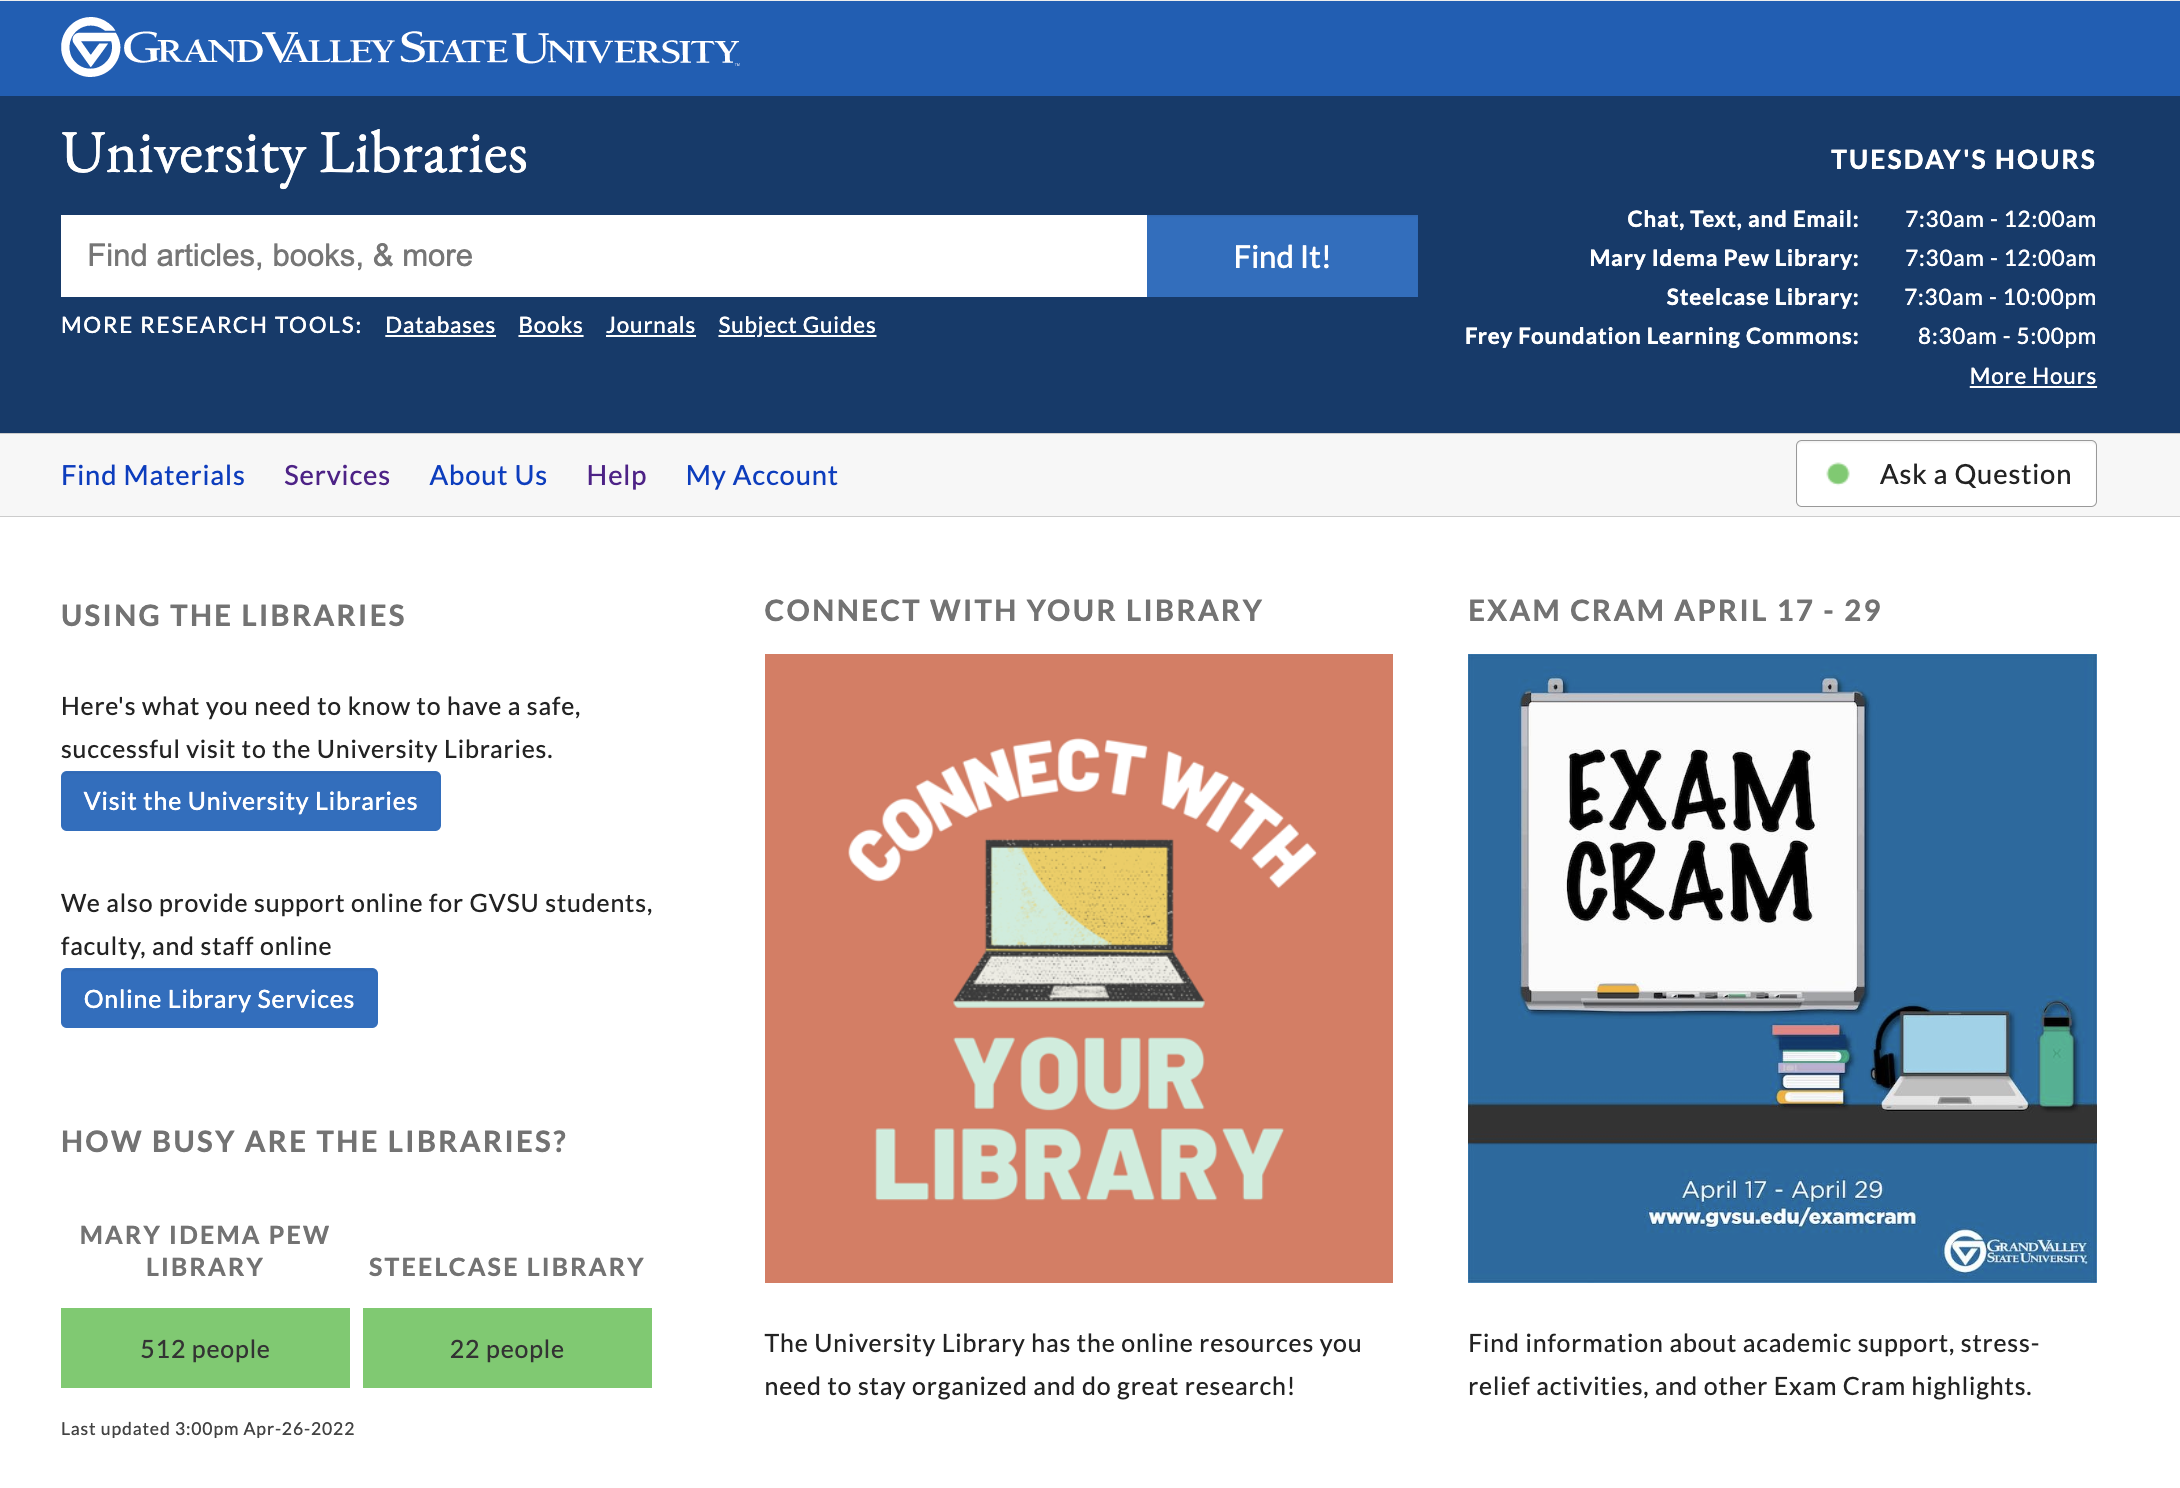 GRAND VALLEY STATE UNIVERSITY
University Libraries
Find articles, books, & more
Find It!
MORE RESEARCH TOOLS: Databases Books Journals Subject Guides
TUESDAY'S HOURS
Chat, Text, and Email: 7:30am - 12:00am
Mary Idema Pew Library: 7:30am - 12:00am
Steelcase Library: 7:30am - 10:00pm
Frey Foundation Learning Commons: 8:30am - 5:00pm
More Hours
Find Materials Services About Us Help My Account
Ask a Question
USING THE LIBRARIES
Here's what you need to know to have a safe,
successful visit to the University Libraries.
Visit the University Libraries
We also provide support online for GVSU students,
faculty, and staff online
Online Library Services
HOW BUSY ARE THE LIBRARIES?
MARY IDEMA PEW
LIBRARY
512 people
STEELCASE LIBRARY
22 people
Last updated 3:00pm Apr-26-2022
CONNECT WITH YOUR LIBRARY
CONNECT WITH
YOUR
LIBRARY
The University Library has the online resources you
need to stay organized and do great research!
EXAM CRAM APRIL 17 - 29
EXAM
CRAM
April 17 - April 29
www.gvsu.edu/examcram
GRAND VALLEY
STATE UNIVERSITY
Find information about academic support, stress-
relief activities, and other Exam Cram highlights.